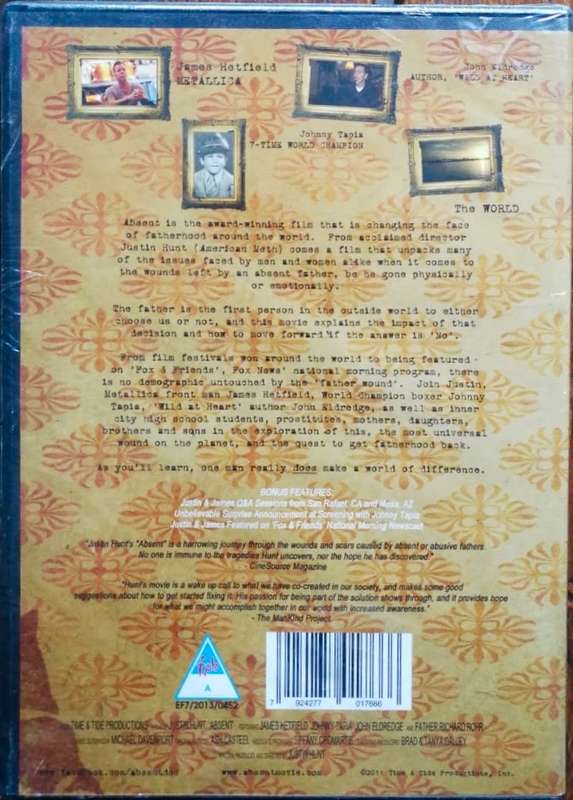 James Hetfield
METALLICA
John Eldredge
AUTHOR, 'WILD AT HEART'
Johnny Tapia
7-TIME WORLD CHAMPION
The WORLD
Absent is the award-winning film that is changing the face
of fatherhood around the world. From acclaimed director
Justin Hunt (American Meth) comes a film that unpacks many
of the issues faced by men and women alike when it comes to
the wounds left by an absent father, be he gone physically
or emotionally.
The father is the first person in the outside world to either
choose us or not, and this movie explains the impact of that
decision and how to move forward if the answer is 'No'.
From film festivals won around the world to being featured
on 'Fox & Friends', Fox News' national morning program, there
is no demographic untouched by the 'father wound'. Join Justin,
Metallica front man James Hetfield, World Champion boxer Johnny
Tapia, 'Wild at Heart' author John Eldredge, as well as inner
city high school students, prostitutes, mothers, daughters,
brothers and sons in the exploration of this, the most universal
wound on the planet, and the quest to get fatherhood back.
As you'll learn, one man really does make a world of difference.
BONUS FEATURES:
Justin & James Q&A Sessions from San Rafael, CA and Mesa, AZ
Unbelievable Surprise Announcement at Screening with Johnny Tapia
Justin & James Featured on 'Fox & Friends' National Morning Newscast
"Justin Hunt's "Absent" is a harrowing journey through the wounds and scars caused by absent or abusive fathers
No one is immune to the tragedies Hunt uncovers, nor the hope he has discovered."
CineSource Magazine
"Hunt's movie is a wake up call to what we have co-created in our society, and makes some good
suggestions about how to get started fixing it. His passion for being part of the solution shows through, and it provides hope
for what we might accomplish together in our world with increased awareness."
- The ManKind Project
A
EF7/2013/0452
7 924277 017666
TIME & TIDE PRODUCTIONS JUSTIN HUNT, ABSENT JAMES HETFIELD JOHNNY TAPIA JOHN ELDREDGE AND FATHER RICHARD ROHR
MICHAEL DAVENPORT CASTEEL TIFFANY CROMARTIE BRAD & TANYA GALLEY
JUSTIN HUNT
www.absentmovie.com
©2011 Time & Tide Productions, Inc.